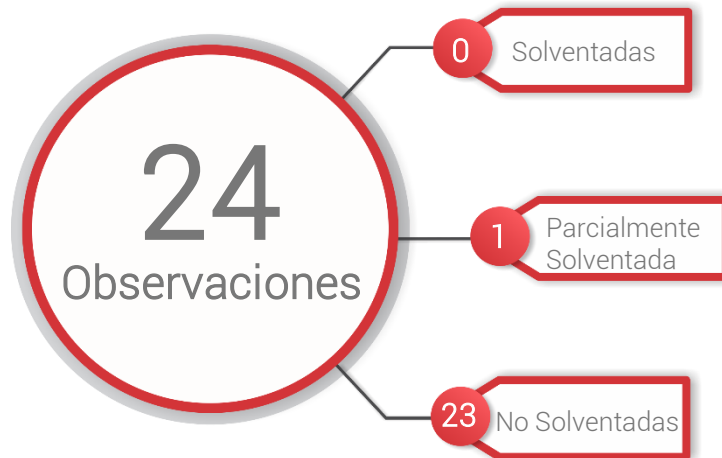 24
Observaciones
0
Solventadas
1
Parcialmente
Solventada
23
No Solventadas